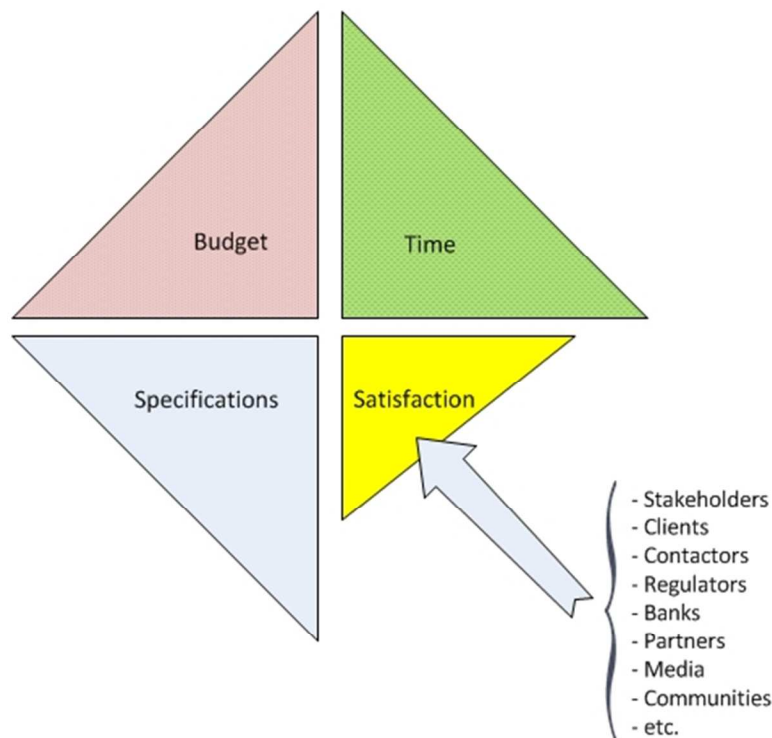 Budget
Time
Specifications
Satisfaction
- Stakeholders
- Clients
- Contactors
- Regulators
- Banks
- Partners
- Media
- Communities
- etc.